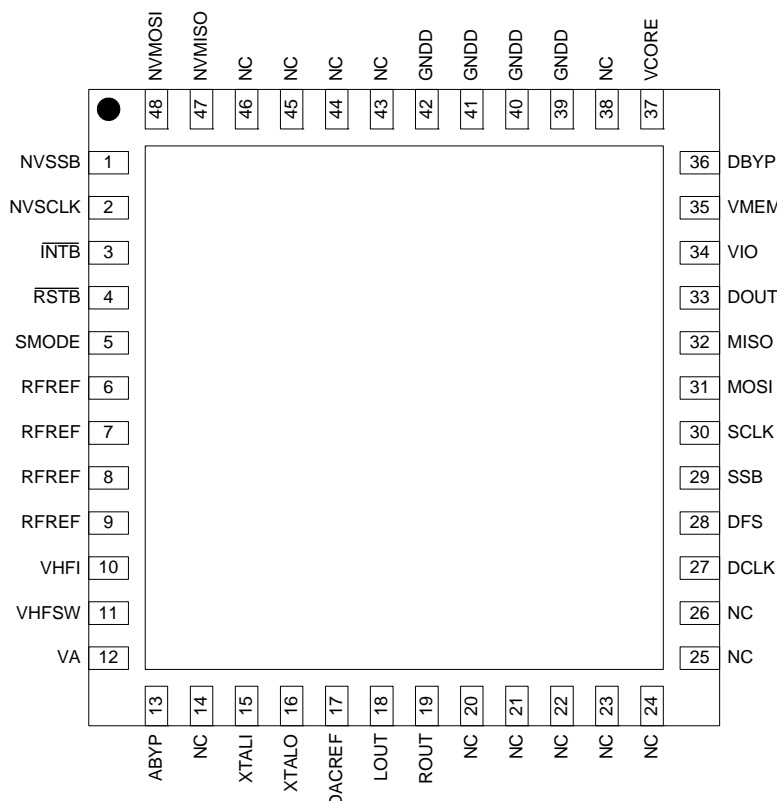 NVMOSI NVMISO NC NC NC NC GNDD GNDD GNDD GNDD NC VCORE
48 47 46 45 44 43 42 41 40 39 38 37
NVSSB 1 36 DBYP
NVSCLK 2 35 VMEM
INTB 3 34 VIO
RSTB 4 33 DOUT
SMODE 5 32 MISO
RFREF 6 31 MOSI
RFREF 7 30 SCLK
RFREF 8 29 SSB
RFREF 9 28 DFS
VHFI 10 27 DCLK
VHFSW 11 26 NC
VA 12 25 NC
13 14 15 16 17 18 19 20 21 22 23 24
ABYP NC XTALI XTALO DACREF LOUT ROUT NC NC NC NC NC